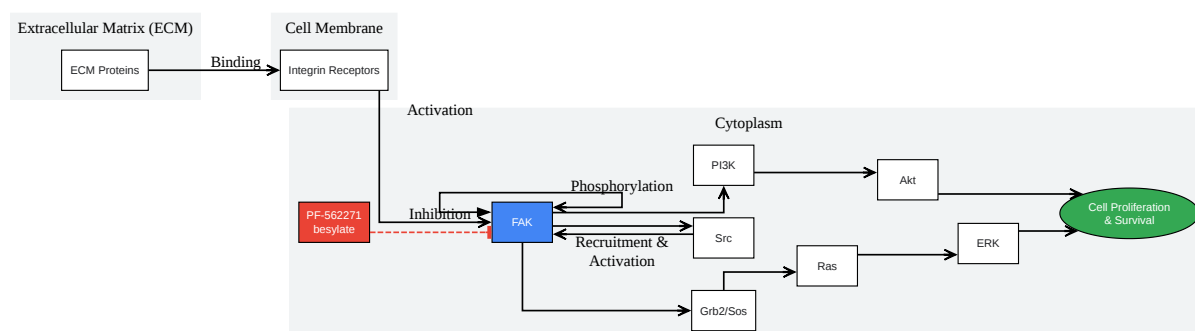 Extracellular Matrix (ECM)
Cell Membrane
ECM Proteins
Binding
Integrin Receptors
Activation
Cytoplasm
PI3K
Akt
Phosphorylation
PF-562271
besylate
Inhibition
FAK
Cell Proliferation
& Survival
Src
ERK
Recruitment &
Activation
Ras
Grb2/Sos